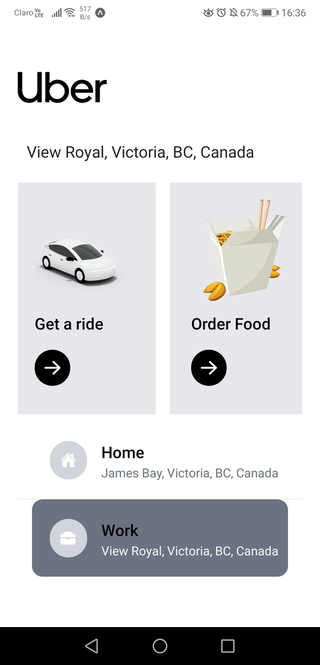 Claro VoLTE 517 B/s 67% 16:36
Uber
View Royal, Victoria, BC, Canada
Get a ride
Order Food
Home
James Bay, Victoria, BC, Canada
Work
View Royal, Victoria, BC, Canada